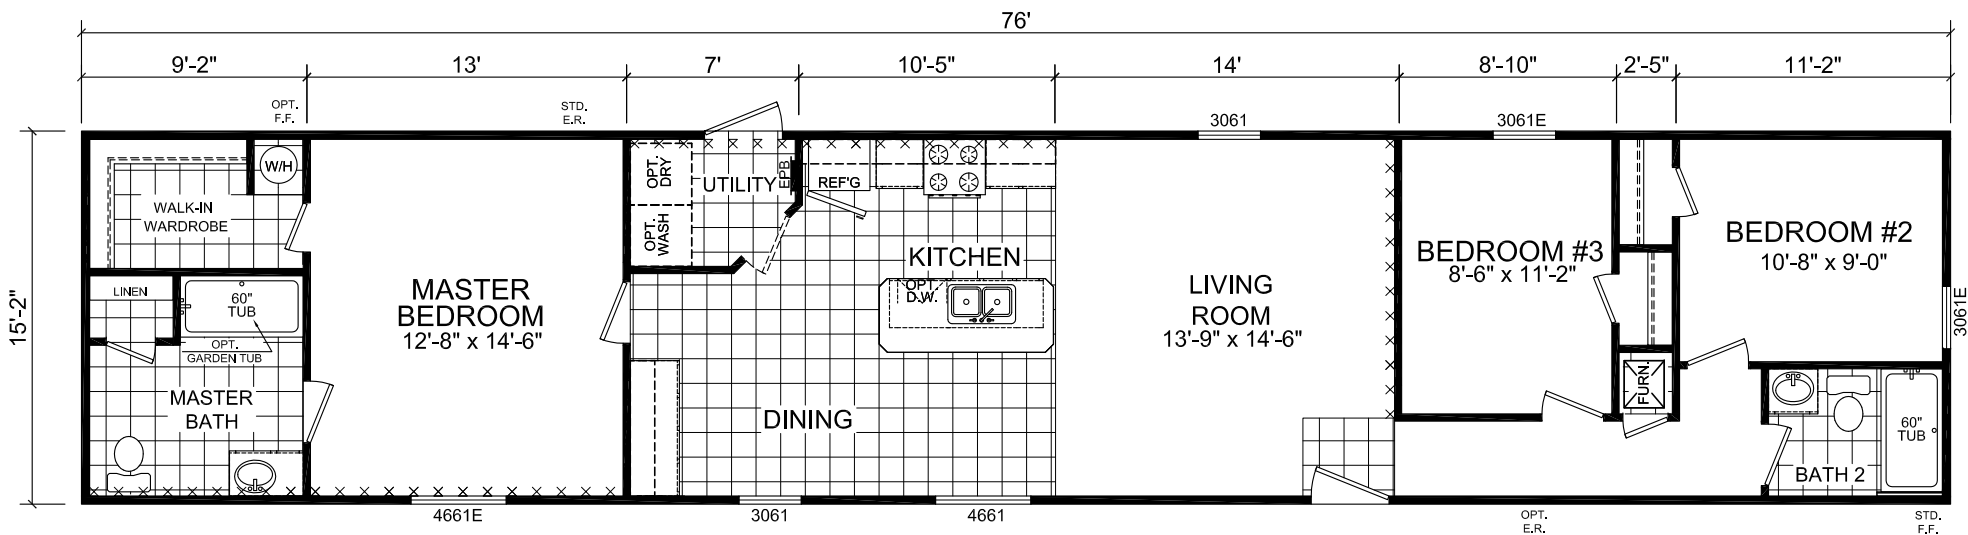 76'
9'-2"
13'
7'
10'-5"
14'
8'-10"
2'-5"
11'-2"
OPT.
F.F.
STD.
E.R.
3061
3061E
15'-2"
W/H
WALK-IN
WARDROBE
LINEN
60"
TUB
OPT.
GARDEN TUB
MASTER
BATH
MASTER
BEDROOM
12'-8" x 14'-6"
OPT.
DRY
OPT.
WASH
UTILITY
EPB
REF'G
KITCHEN
OPT.
D.W.
DINING
LIVING
ROOM
13'-9" x 14'-6"
BEDROOM #3
8'-6" x 11'-2"
FURN.
BEDROOM #2
10'-8" x 9'-0"
3061E
60"
TUB
BATH 2
4661E
3061
4661
OPT.
E.R.
STD.
F.F.